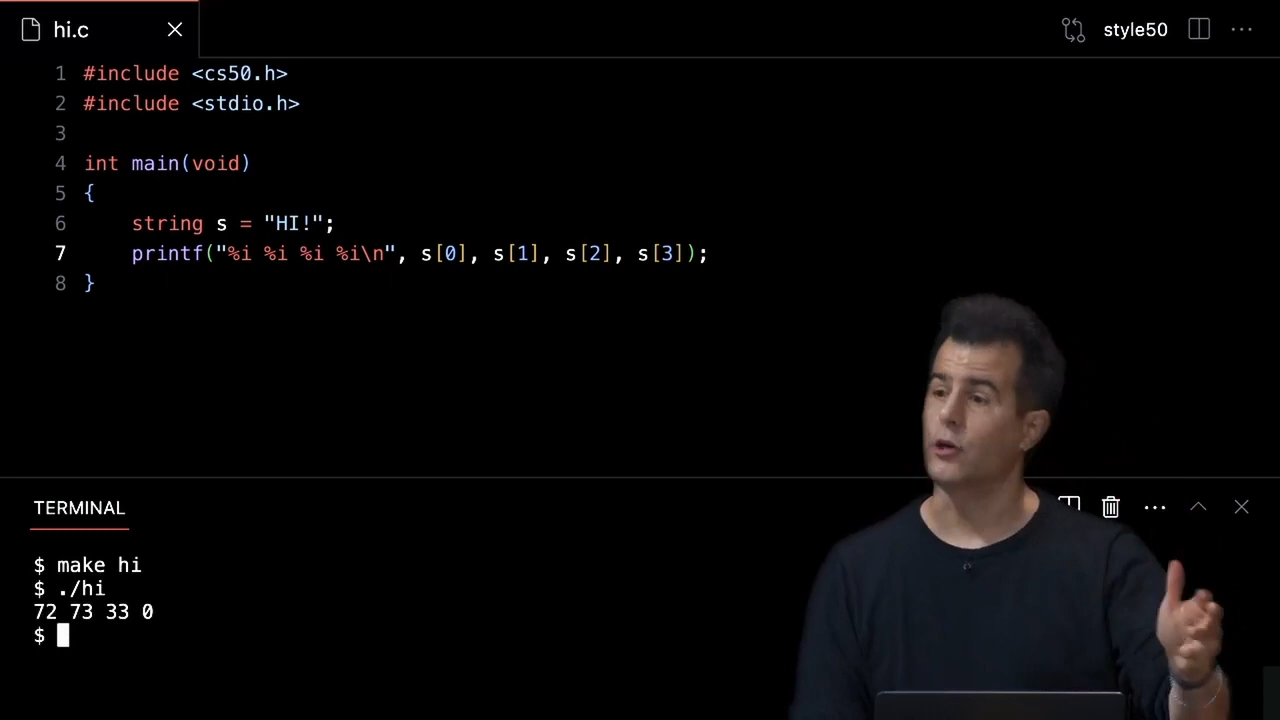 hi.c
style50
1 #include <cs50.h>
2 #include <stdio.h>
3
4 int main(void)
5 {
6     string s = "HI!";
7     printf("%i %i %i %i\n", s[0], s[1], s[2], s[3]);
8 }
TERMINAL
$ make hi
$ ./hi
72 73 33 0
$